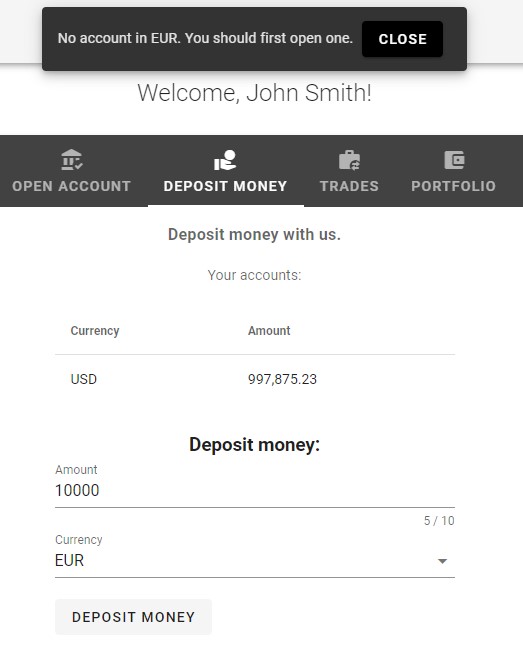 No account in EUR. You should first open one. CLOSE
Welcome, John Smith!
OPEN ACCOUNT DEPOSIT MONEY TRADES PORTFOLIO
Deposit money with us.
Your accounts:
Currency Amount
USD 997,875.23
Deposit money:
Amount
10000
5 / 10
Currency
EUR
DEPOSIT MONEY